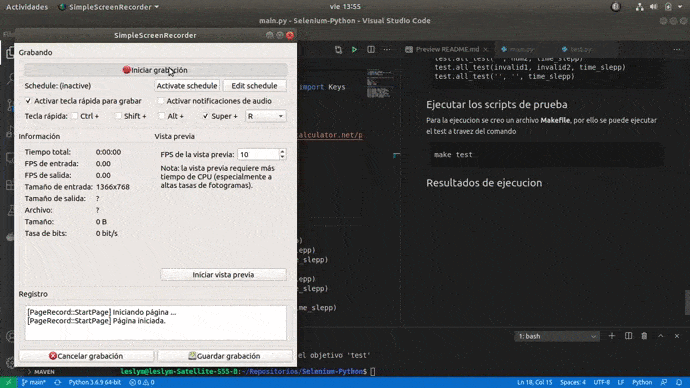 Actividades SimpleScreenRecorder vie 13:55
main.py - Selenium-Python - Visual Studio Code
SimpleScreenRecorder
Grabando
Iniciar grabación
Schedule: (inactive) Activate schedule Edit schedule
Activar tecla rápida para grabar Activar notificaciones de audio
Tecla rápida: Ctrl + Shift + Alt + Super + R
Información
Tiempo total: 0:00:00
FPS de entrada: 0.00
FPS de salida: 0.00
Tamaño de entrada: 1366x768
Tamaño de salida: ?
Archivo: ?
Tamaño: 0 B
Tasa de bits: 0 bit/s
Vista previa
FPS de la vista previa: 10
Nota: la vista previa requiere más
tiempo de CPU (especialmente a
altas tasas de fotogramas).
Iniciar vista previa
Registro
[PageRecord::StartPage] Iniciando página ...
[PageRecord::StartPage] Página iniciada.
Cancelar grabación Guardar grabación
import Keys
alculator.net/p
_slepp)
Preview README.md main.py
test.all_test(invalid1, invalid2, time_slepp)
test.all_test('', '', time_slepp)
Ejecutar los scripts de prueba
Para la ejecucion se creo un archivo Makefile, por ello se puede ejecutar
el test a travez del comando
make test
Resultados de ejecucion
1: bash
el objetivo 'test'
MAVEN
leslym@leslym-Satellite-S55-B:~/Repositorios/Selenium-Python$
main* Python 3.6.9 64-bit 0 0 Ln 18, Col 15 Spaces: 4 UTF-8 LF Python